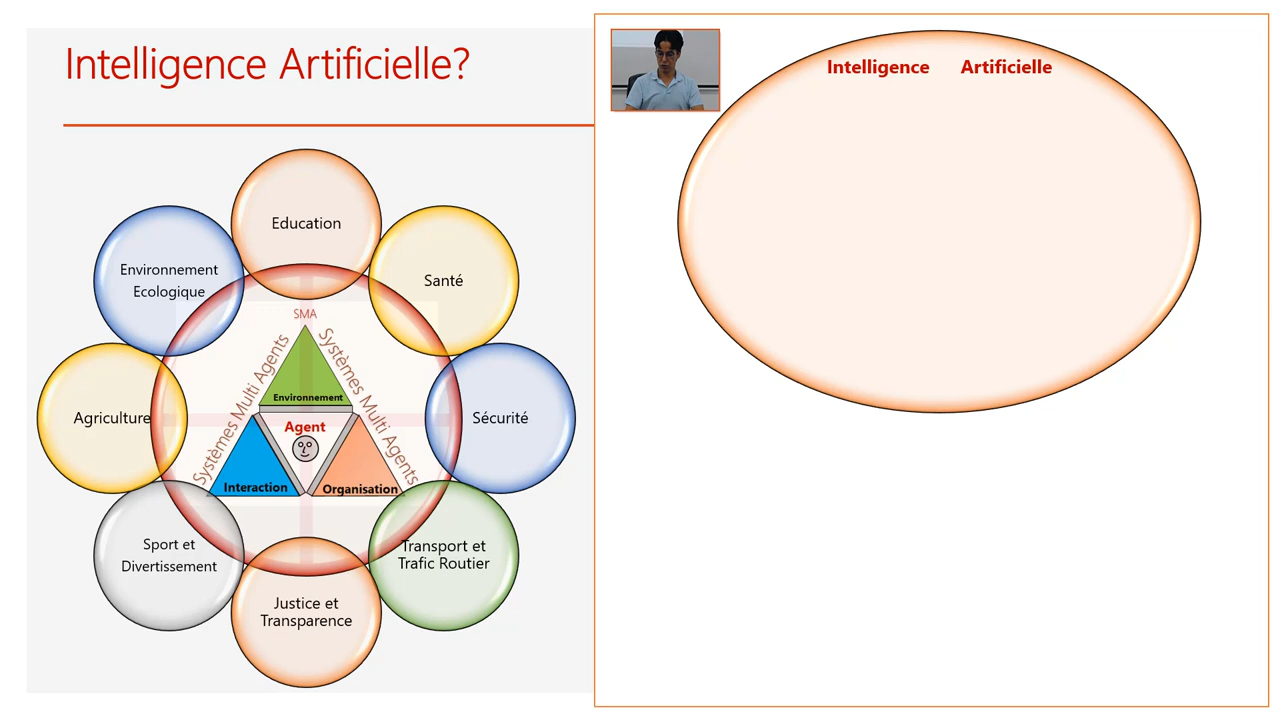 Intelligence Artificielle?
Intelligence Artificielle
Education
Environnement
Ecologique
Santé
SMA
Systèmes Multi Agents
Systèmes Multi Agents
Environnement
Agriculture
Agent
Sécurité
Interaction
Organisation
Sport et
Divertissement
Transport et
Trafic Routier
Justice et
Transparence